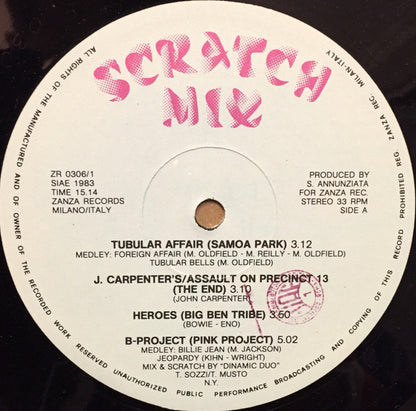 SCRATCH
MIX
ZR 0306/1
SIAE 1983
TIME 15.14
ZANZA RECORDS
MILANO/ITALY
PRODUCED BY
S. ANNUNZIATA
FOR ZANZA REC.
STEREO 33 RPM
SIDE A
TUBULAR AFFAIR (SAMOA PARK) 3.12
MEDLEY: FOREIGN AFFAIR (M. OLDFIELD - M. REILLY - M. OLDFIELD)
TUBULAR BELLS (M. OLDFIELD)
J. CARPENTER'S/ASSAULT ON PRECINCT 13
(THE END) 3.10
(JOHN CARPENTER)
HEROES (BIG BEN TRIBE) 3.50
(BOWIE - ENO)
B-PROJECT (PINK PROJECT) 5.02
MEDLEY: BILLIE JEAN (M. JACKSON)
JEOPARDY (KIHN - WRIGHT)
MIX & SCRATCH BY "DINAMIC DUO"
T. SOZZI/T. MUSTO
N.Y.
ALL RIGHTS OF THE MANUFACTURED AND OF OWNER OF THE RECORDED WORK RESERVED UNAUTHORIZED PUBLIC PERFORMANCE BROADCASTING AND COPYING OF THIS RECORD PROHIBITED REG. ZANZA REC. MILAN-ITALY